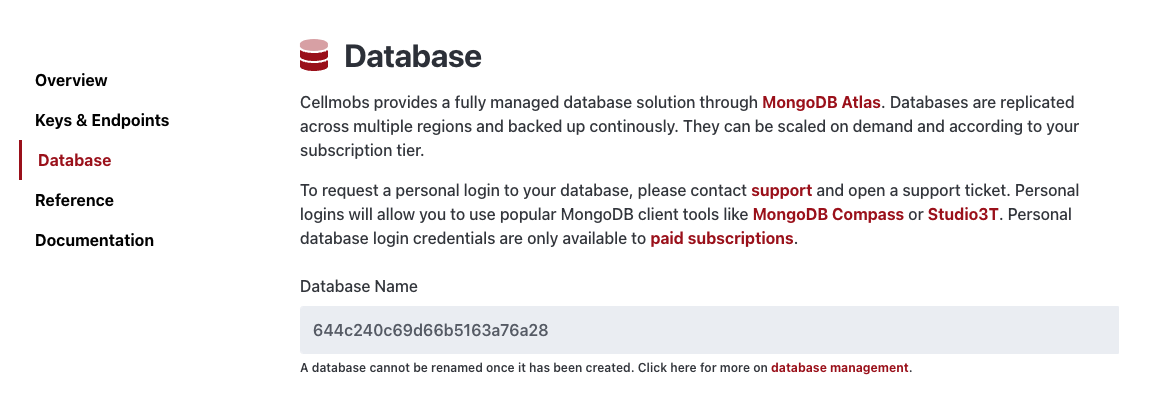 Overview
Keys & Endpoints
Database
Reference
Documentation
Database
Cellmobs provides a fully managed database solution through MongoDB Atlas. Databases are replicated
across multiple regions and backed up continously. They can be scaled on demand and according to your
subscription tier.
To request a personal login to your database, please contact support and open a support ticket. Personal
logins will allow you to use popular MongoDB client tools like MongoDB Compass or Studio3T. Personal
database login credentials are only available to paid subscriptions.
Database Name
644c240c69d66b5163a76a28
A database cannot be renamed once it has been created. Click here for more on database management.